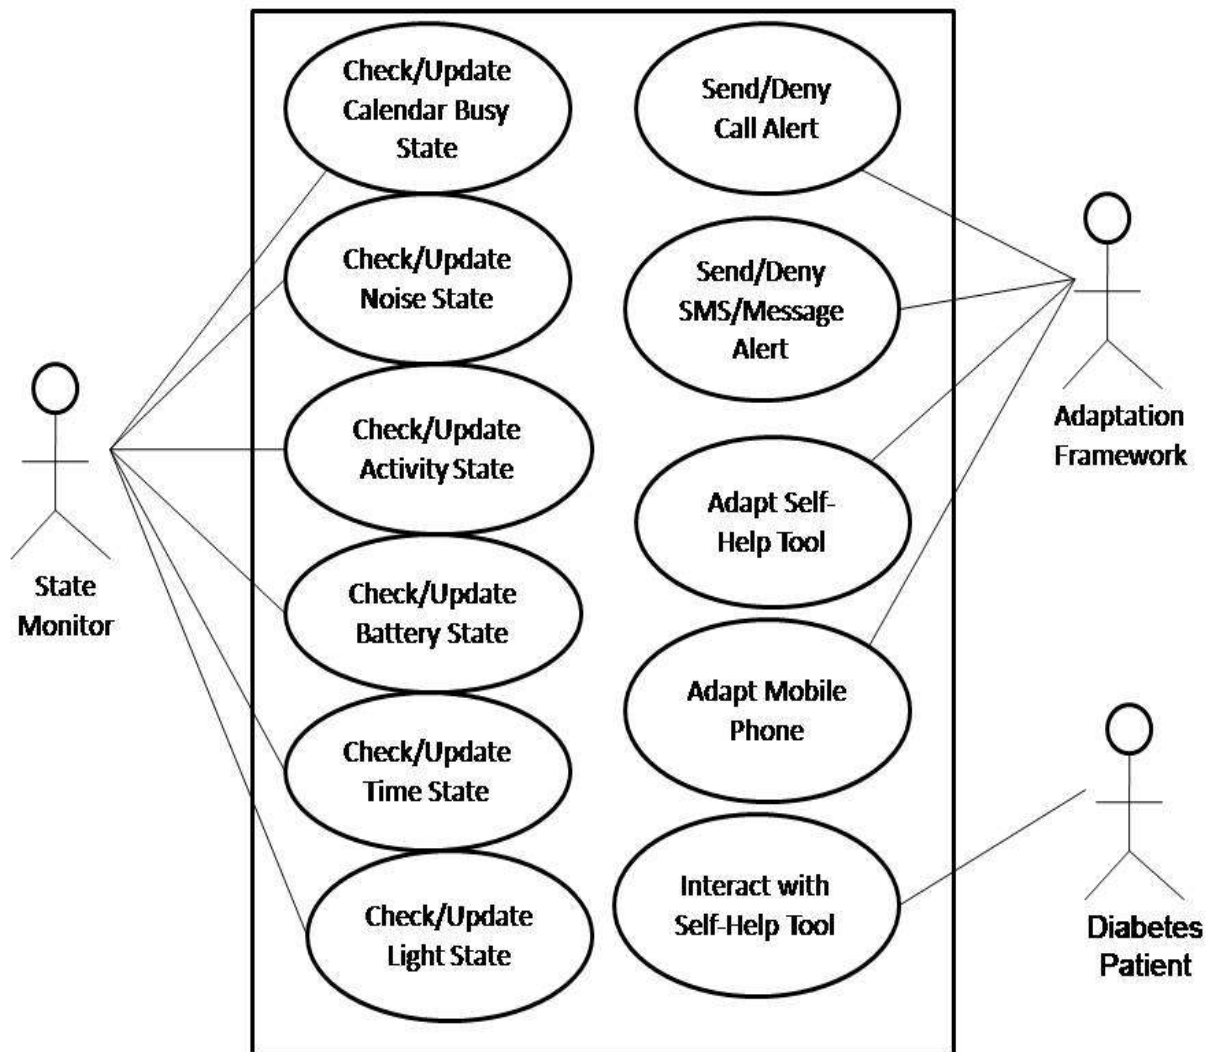 Check/Update
Calendar Busy
State
Send/Deny
Call Alert
Check/Update
Noise State
Send/Deny
SMS/Message
Alert
Adaptation
Framework
Check/Update
Activity State
Adapt Self-
Help Tool
State
Monitor
Check/Update
Battery State
Adapt Mobile
Phone
Check/Update
Time State
Interact with
Self-Help Tool
Check/Update
Light State
Diabetes
Patient